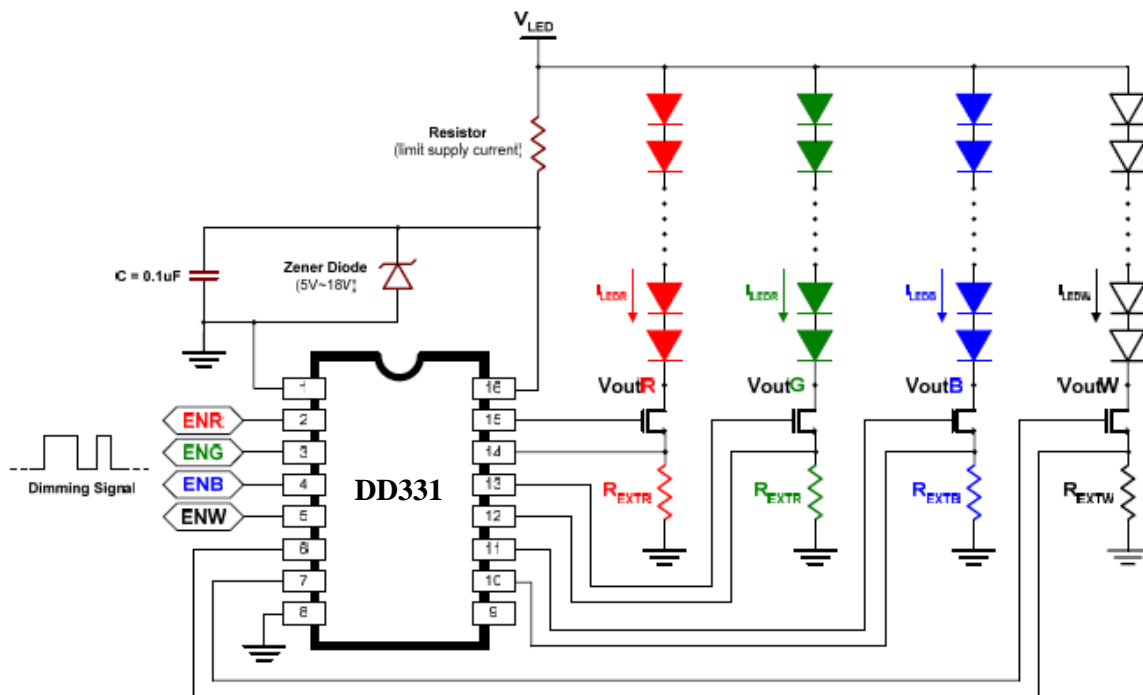 VLED
Resistor
(limit supply current)
C = 0.1uF
Zener Diode
(5V~18V)
ILEDR
ILEDR
ILEDB
ILEDW
VoutR
VoutG
VoutB
VoutW
1
16
ENR
2
15
ENG
3
14
ENB
4
13
Dimming Signal
DD331
REXTR
REXTR
REXTB
REXTW
ENW
5
12
6
11
7
10
8
9